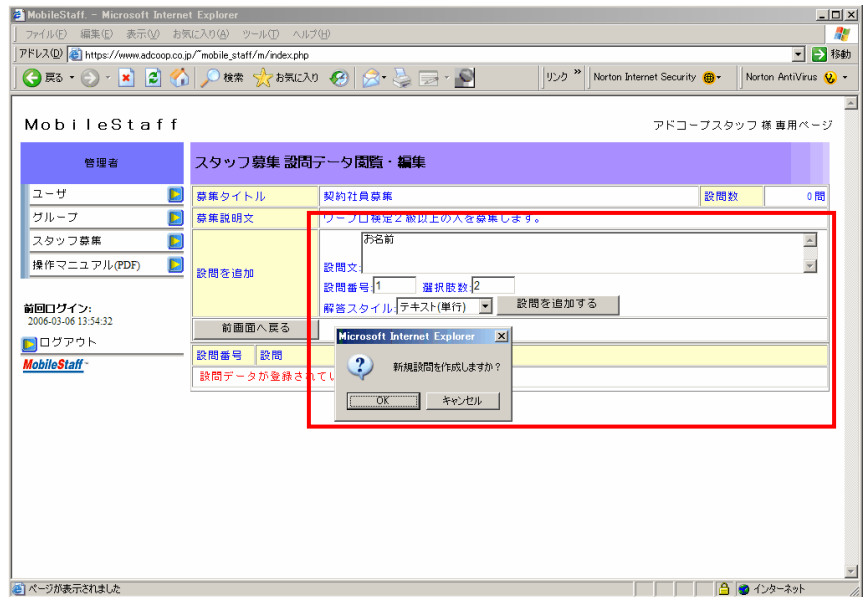 MobileStaff. - Microsoft Internet Explorer
ファイル(F) 編集(E) 表示(V) お気に入り(A) ツール(T) ヘルプ(H)
アドレス(D) https://www.adcoop.co.jp/~mobile_staff/m/index.php 移動
戻る 検索 お気に入り リンク » Norton Internet Security Norton AntiVirus
MobileStaff
アドコープスタッフ 様 専用ページ
管理者
スタッフ募集 設問データ閲覧・編集
ユーザ
グループ
スタッフ募集
操作マニュアル(PDF)
前回ログイン:
2006-03-06 13:54:32
ログアウト
MobileStaff
募集タイトル 契約社員募集 設問数 0問
募集説明文 ワープロ検定2級以上の人を募集します。
設問を追加
お名前
設問文:
設問番号:1 選択肢数:2
解答スタイル:テキスト(単行) 設問を追加する
前画面へ戻る
設問番号 設問
設問データが登録されてい
Microsoft Internet Explorer
新規設問を作成しますか?
OK キャンセル
ページが表示されました インターネット